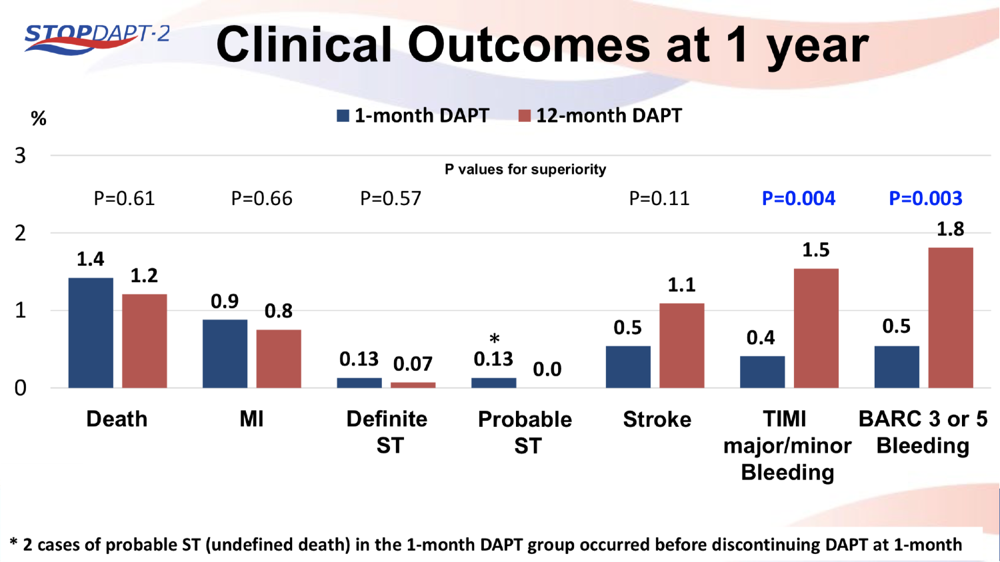 STOPDAPT-2
Clinical Outcomes at 1 year
%
1-month DAPT 12-month DAPT
3
P values for superiority
P=0.61 P=0.66 P=0.57 P=0.11 P=0.004 P=0.003
2
1.4 1.2 0.9 0.8 0.13 0.07 * 0.13 0.0 0.5 1.1 0.4 1.5 0.5 1.8
1
0
Death
MI
Definite
ST
Probable
ST
Stroke
TIMI
major/minor
Bleeding
BARC 3 or 5
Bleeding
* 2 cases of probable ST (undefined death) in the 1-month DAPT group occurred before discontinuing DAPT at 1-month